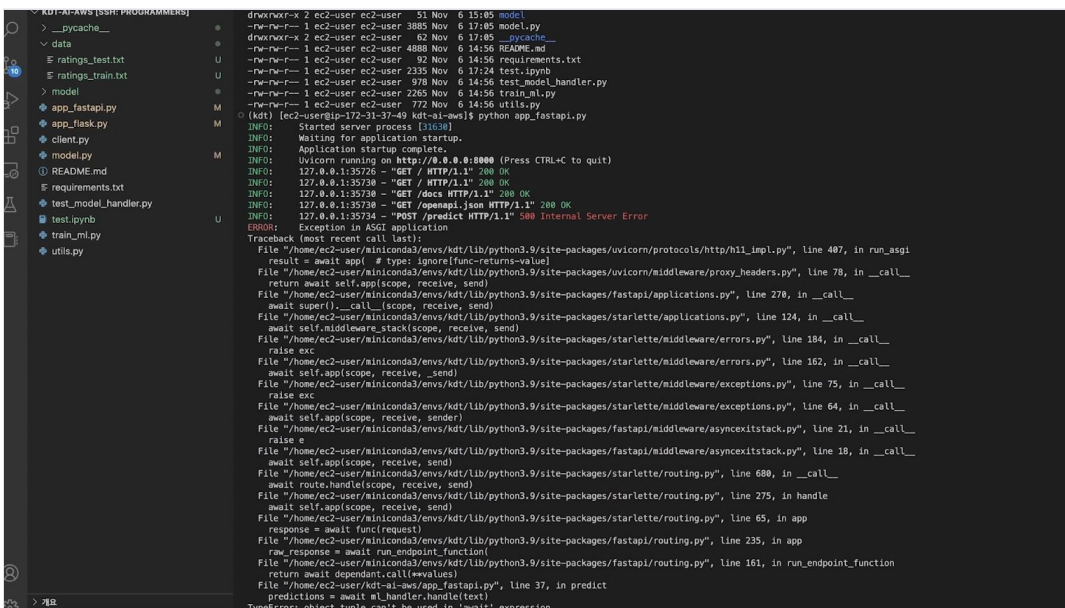 KDT-AI-AWS [SSH: PROGRAMMERS]
> __pycache__
data
ratings_test.txt U
ratings_train.txt U
> model
app_fastapi.py M
app_flask.py M
client.py
model.py M
README.md
requirements.txt
test_model_handler.py
test.ipynb U
train_ml.py
utils.py
> 개요
10
drwxrwxr-x 2 ec2-user ec2-user 51 Nov 6 15:05 model
-rw-rw-r-- 1 ec2-user ec2-user 3885 Nov 6 17:05 model.py
drwxrwxr-x 2 ec2-user ec2-user 62 Nov 6 17:05 __pycache__
-rw-rw-r-- 1 ec2-user ec2-user 4888 Nov 6 14:56 README.md
-rw-rw-r-- 1 ec2-user ec2-user 92 Nov 6 14:56 requirements.txt
-rw-rw-r-- 1 ec2-user ec2-user 2335 Nov 6 17:24 test.ipynb
-rw-rw-r-- 1 ec2-user ec2-user 978 Nov 6 14:56 test_model_handler.py
-rw-rw-r-- 1 ec2-user ec2-user 2265 Nov 6 14:56 train_ml.py
-rw-rw-r-- 1 ec2-user ec2-user 772 Nov 6 14:56 utils.py
(kdt) [ec2-user@ip-172-31-37-49 kdt-ai-aws]$ python app_fastapi.py
INFO: Started server process [31630]
INFO: Waiting for application startup.
INFO: Application startup complete.
INFO: Uvicorn running on http://0.0.0.0:8000 (Press CTRL+C to quit)
INFO: 127.0.0.1:35726 - "GET / HTTP/1.1" 200 OK
INFO: 127.0.0.1:35730 - "GET / HTTP/1.1" 200 OK
INFO: 127.0.0.1:35730 - "GET /docs HTTP/1.1" 200 OK
INFO: 127.0.0.1:35730 - "GET /openapi.json HTTP/1.1" 200 OK
INFO: 127.0.0.1:35734 - "POST /predict HTTP/1.1" 500 Internal Server Error
ERROR: Exception in ASGI application
Traceback (most recent call last):
File "/home/ec2-user/miniconda3/envs/kdt/lib/python3.9/site-packages/uvicorn/protocols/http/h11_impl.py", line 407, in run_asgi
result = await app( # type: ignore[func-returns-value]
File "/home/ec2-user/miniconda3/envs/kdt/lib/python3.9/site-packages/uvicorn/middleware/proxy_headers.py", line 78, in __call__
return await self.app(scope, receive, send)
File "/home/ec2-user/miniconda3/envs/kdt/lib/python3.9/site-packages/fastapi/applications.py", line 270, in __call__
await super().__call__(scope, receive, send)
File "/home/ec2-user/miniconda3/envs/kdt/lib/python3.9/site-packages/starlette/applications.py", line 124, in __call__
await self.middleware_stack(scope, receive, send)
File "/home/ec2-user/miniconda3/envs/kdt/lib/python3.9/site-packages/starlette/middleware/errors.py", line 184, in __call__
raise exc
File "/home/ec2-user/miniconda3/envs/kdt/lib/python3.9/site-packages/starlette/middleware/errors.py", line 162, in __call__
await self.app(scope, receive, _send)
File "/home/ec2-user/miniconda3/envs/kdt/lib/python3.9/site-packages/starlette/middleware/exceptions.py", line 75, in __call__
raise exc
File "/home/ec2-user/miniconda3/envs/kdt/lib/python3.9/site-packages/starlette/middleware/exceptions.py", line 64, in __call__
await self.app(scope, receive, sender)
File "/home/ec2-user/miniconda3/envs/kdt/lib/python3.9/site-packages/fastapi/middleware/asyncexitstack.py", line 21, in __call__
raise e
File "/home/ec2-user/miniconda3/envs/kdt/lib/python3.9/site-packages/fastapi/middleware/asyncexitstack.py", line 18, in __call__
await self.app(scope, receive, send)
File "/home/ec2-user/miniconda3/envs/kdt/lib/python3.9/site-packages/starlette/routing.py", line 680, in __call__
await route.handle(scope, receive, send)
File "/home/ec2-user/miniconda3/envs/kdt/lib/python3.9/site-packages/starlette/routing.py", line 275, in handle
await self.app(scope, receive, send)
File "/home/ec2-user/miniconda3/envs/kdt/lib/python3.9/site-packages/starlette/routing.py", line 65, in app
response = await func(request)
File "/home/ec2-user/miniconda3/envs/kdt/lib/python3.9/site-packages/fastapi/routing.py", line 235, in app
raw_response = await run_endpoint_function(
File "/home/ec2-user/miniconda3/envs/kdt/lib/python3.9/site-packages/fastapi/routing.py", line 161, in run_endpoint_function
return await dependant.call(**values)
File "/home/ec2-user/kdt-ai-aws/app_fastapi.py", line 37, in predict
predictions = await ml_handler.handle(text)
TypeError: object tuple can't be used in 'await' expression